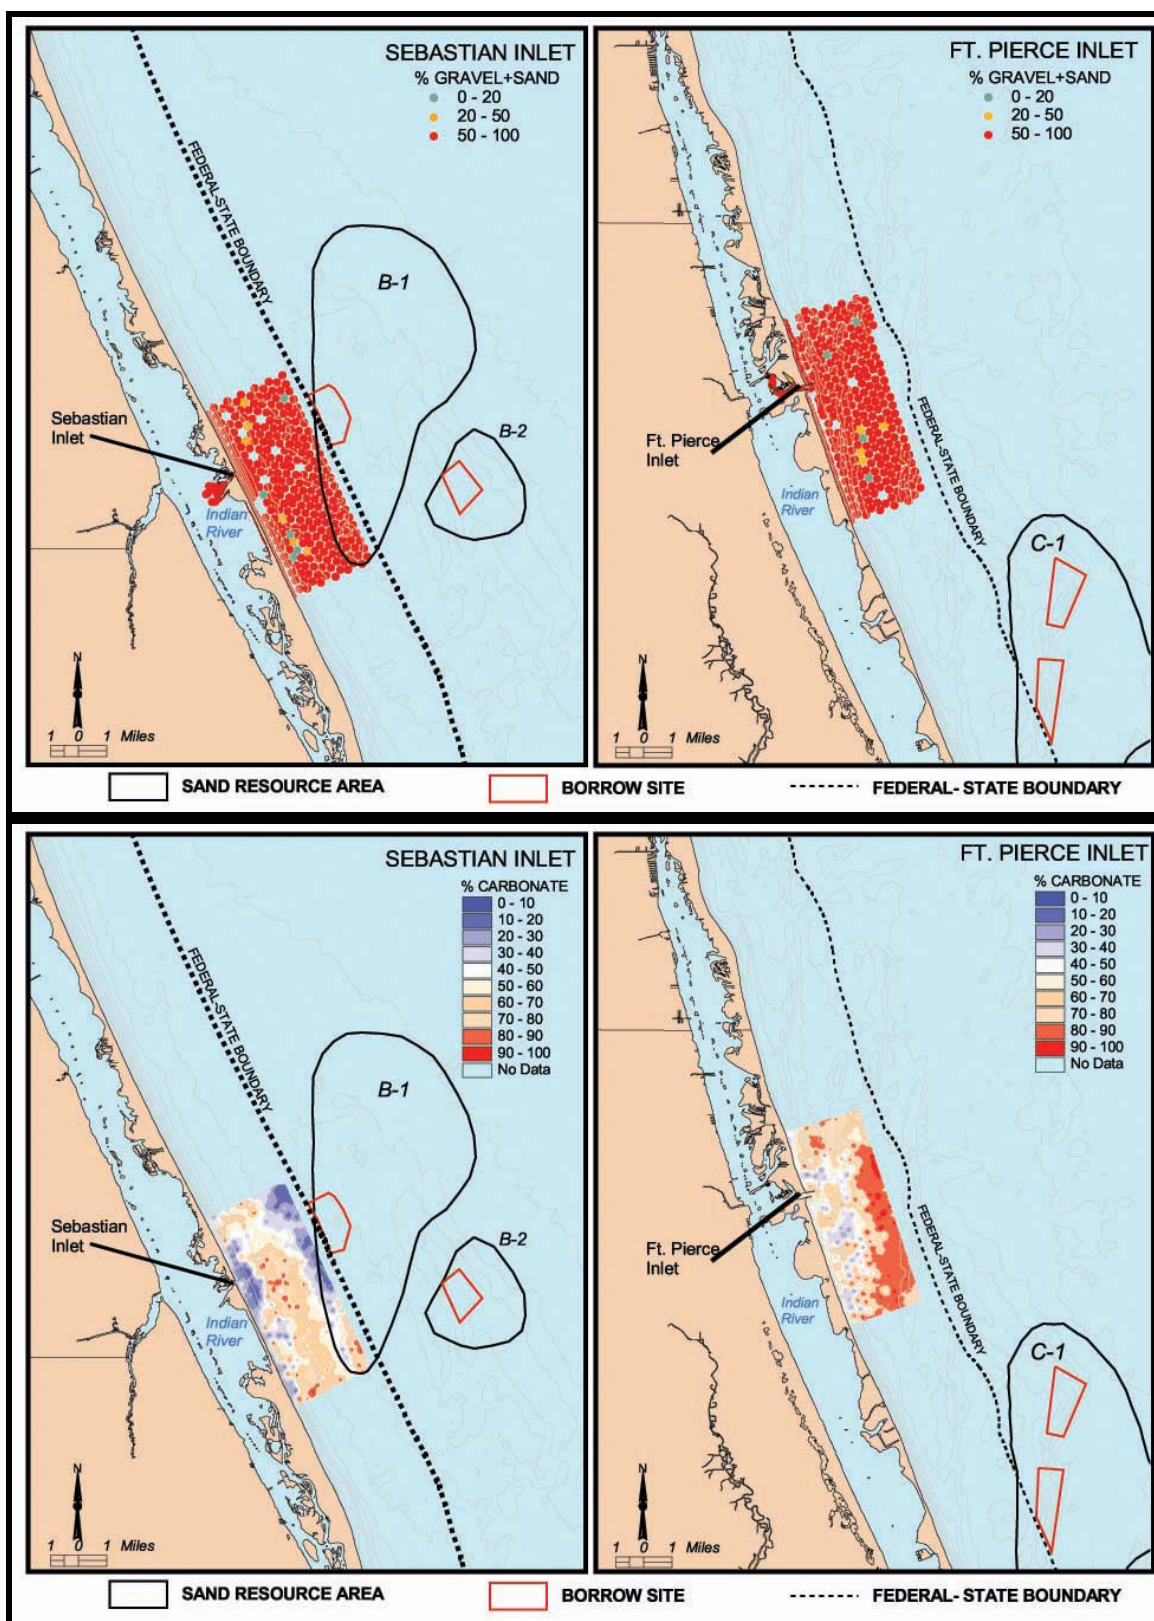 SEBASTIAN INLET
% GRAVEL+SAND
0 - 20
20 - 50
50 - 100
FEDERAL-STATE BOUNDARY
B-1
B-2
Sebastian
Inlet
Indian
River
N
1 0 1 Miles
FT. PIERCE INLET
% GRAVEL+SAND
0 - 20
20 - 50
50 - 100
Ft. Pierce
Inlet
Indian
River
FEDERAL-STATE BOUNDARY
C-1
N
1 0 1 Miles
SAND RESOURCE AREA
BORROW SITE
FEDERAL- STATE BOUNDARY
SEBASTIAN INLET
% CARBONATE
0 - 10
10 - 20
20 - 30
30 - 40
40 - 50
50 - 60
60 - 70
70 - 80
80 - 90
90 - 100
No Data
FEDERAL-STATE BOUNDARY
B-1
B-2
Sebastian
Inlet
Indian
River
N
1 0 1 Miles
FT. PIERCE INLET
% CARBONATE
0 - 10
10 - 20
20 - 30
30 - 40
40 - 50
50 - 60
60 - 70
70 - 80
80 - 90
90 - 100
No Data
Ft. Pierce
Inlet
Indian
River
FEDERAL-STATE BOUNDARY
C-1
N
1 0 1 Miles
SAND RESOURCE AREA
BORROW SITE
FEDERAL- STATE BOUNDARY